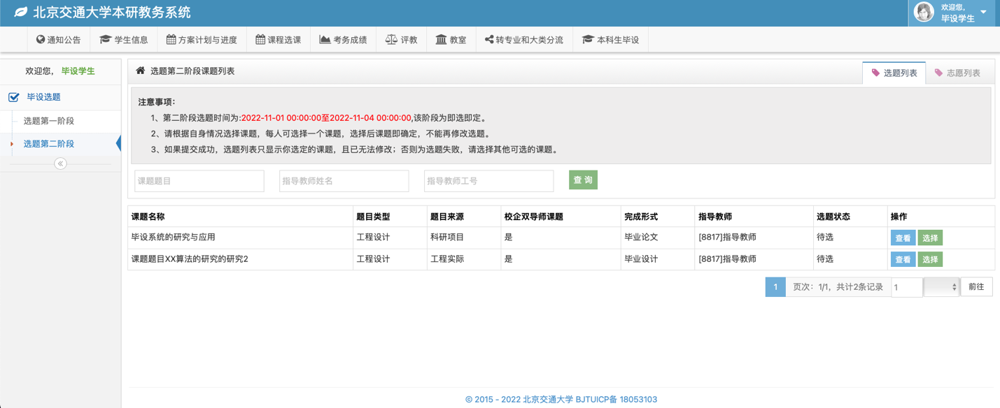 北京交通大学本研教务系统
欢迎您,
毕设学生
通知公告 学生信息 方案计划与进度 课程选课 考务成绩 评教 教室 转专业和大类分流 本科生毕设
欢迎您, 毕设学生
毕设选题
选题第一阶段
选题第二阶段
选题第二阶段课题列表
选题列表 志愿列表
注意事项:
1、第二阶段选题时间为:2022-11-01 00:00:00至2022-11-04 00:00:00,该阶段为即选即定。
2、请根据自身情况选择课题，每人可选择一个课题，选择后课题即确定，不能再修改选题。
3、如果提交成功，选题列表只显示你选定的课题，且已无法修改；否则为选题失败，请选择其他可选的课题。
课题题目 指导教师姓名 指导教师工号 查 询
课题名称 题目类型 题目来源 校企双导师课题 完成形式 指导教师 选题状态 操作
毕设系统的研究与应用 工程设计 科研项目 是 毕业论文 [8817]指导教师 待选 查看 选择
课题题目XX算法的研究的研究2 工程设计 工程实际 是 毕业设计 [8817]指导教师 待选 查看 选择
1 页次：1/1，共计2条记录 1 前往
© 2015 - 2022 北京交通大学 BJTUICP备 18053103